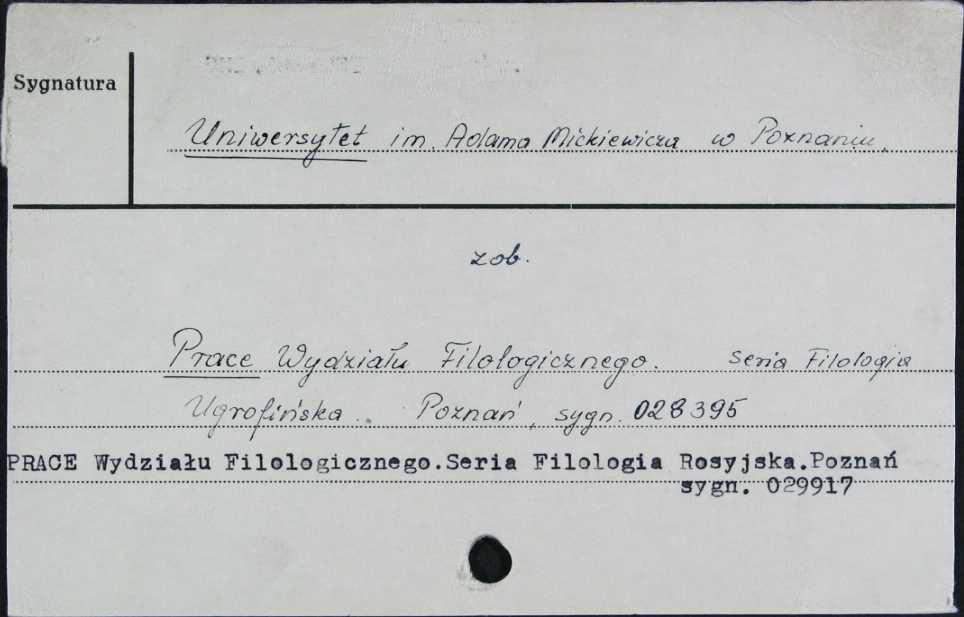 Sygnatura
Uniwersytet im. Adama Mickiewicza w Poznaniu.
zob.
Prace Wydziału Filologicznego. Seria Filologia
Ugrofińska.. Poznań, sygn. 028395
PRACE Wydziału Filologicznego.Seria Filologia Rosyjska.Poznań
sygn. 029917